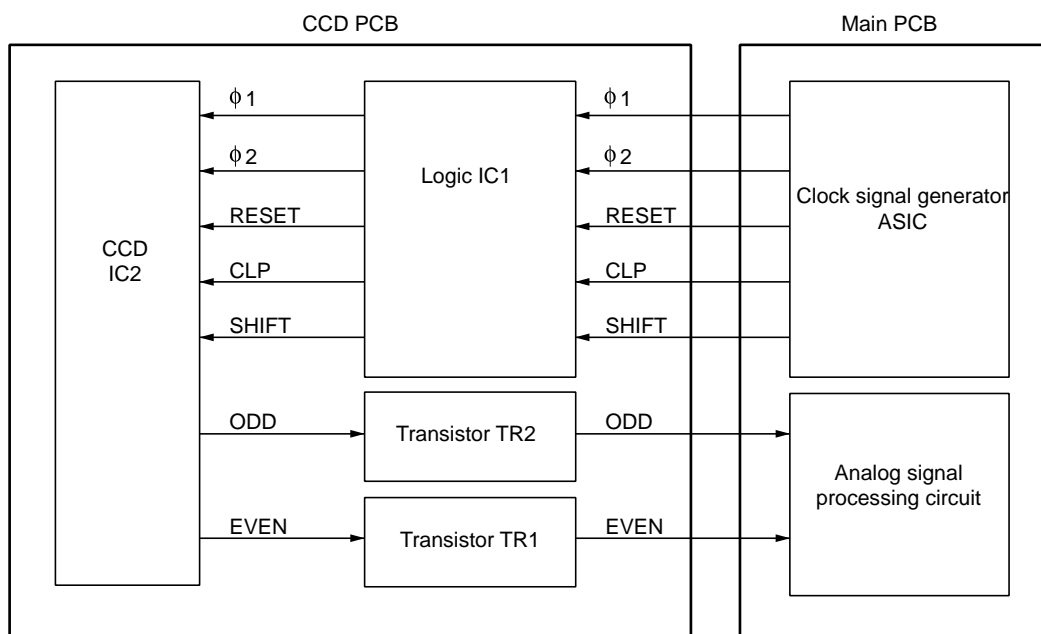 CCD PCB
Main PCB
ϕ1
ϕ1
ϕ2
ϕ2
Logic IC1
Clock signal generator
ASIC
RESET
RESET
CCD
IC2
CLP
CLP
SHIFT
SHIFT
ODD
Transistor TR2
ODD
Analog signal
processing circuit
EVEN
Transistor TR1
EVEN